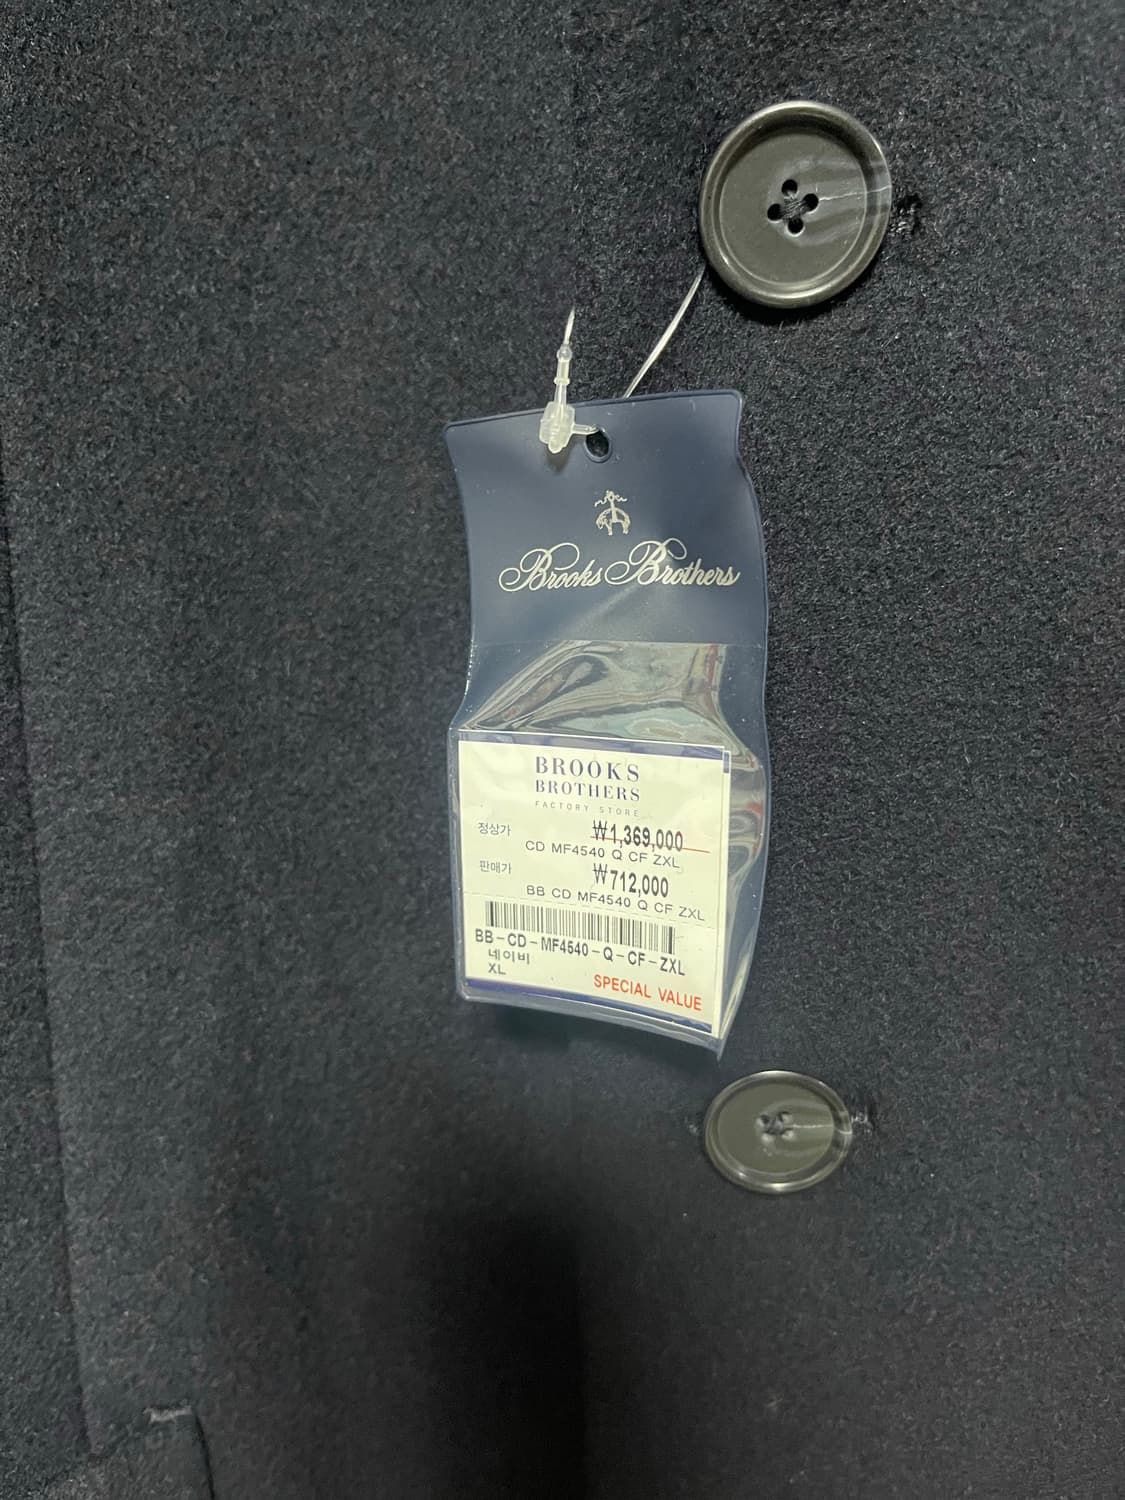 Brooks Brothers
BROOKS
BROTHERS
FACTORY STORE
정상가 ₩1,369,000
CD MF4540 Q CF ZXL
판매가 ₩712,000
BB CD MF4540 Q CF ZXL
BB-CD-MF4540-Q-CF-ZXL
네이비
XL
SPECIAL VALUE